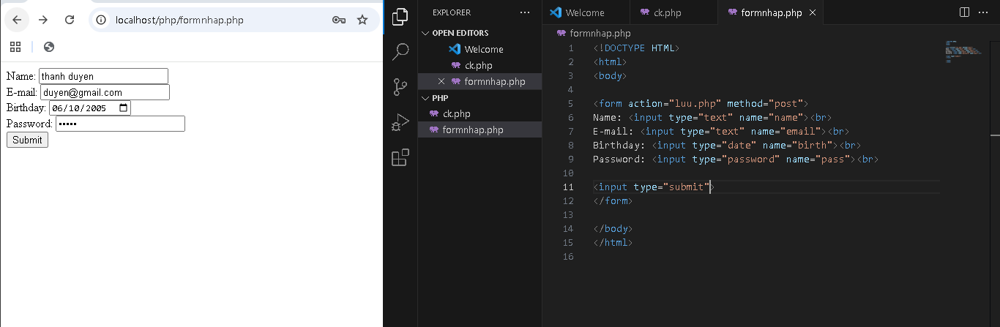 localhost/php/formnhap.php
Name: thanh duyen
E-mail: duyen@gmail.com
Birthday: 06/10/2005
Password: •••••
Submit
EXPLORER
OPEN EDITORS
Welcome
ck.php
formnhap.php
PHP
ck.php
formnhap.php
Welcome
ck.php
formnhap.php
formnhap.php
1 <!DOCTYPE HTML>
2 <html>
3 <body>
4
5 <form action="luu.php" method="post">
6 Name: <input type="text" name="name"><br>
7 E-mail: <input type="text" name="email"><br>
8 Birthday: <input type="date" name="birth"><br>
9 Password: <input type="password" name="pass"><br>
10
11 <input type="submit">
12 </form>
13
14 </body>
15 </html>
16